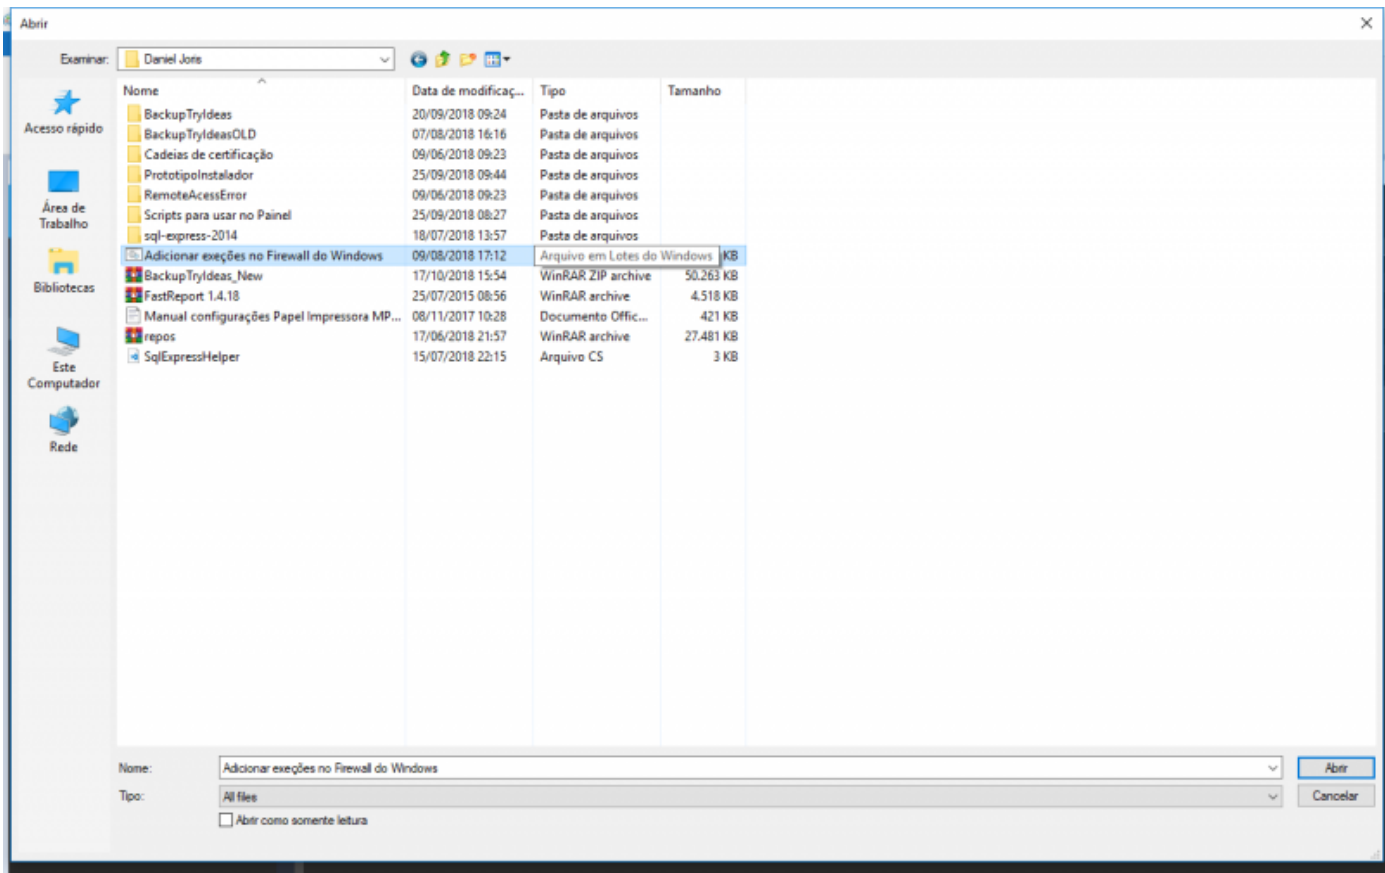 Abrir
Examinar: Daniel Joris
Nome Data de modificaç... Tipo Tamanho
BackupTryIdeas 20/09/2018 09:24 Pasta de arquivos
BackupTryIdeasOLD 07/08/2018 16:16 Pasta de arquivos
Cadeias de certificação 09/06/2018 09:23 Pasta de arquivos
PrototipoInstalador 25/09/2018 09:44 Pasta de arquivos
RemoteAcessError 09/06/2018 09:23 Pasta de arquivos
Scripts para usar no Painel 25/09/2018 08:27 Pasta de arquivos
sql-express-2014 18/07/2018 13:57 Pasta de arquivos
Adicionar exeções no Firewall do Windows 09/08/2018 17:12 Arquivo em Lotes do Windows KB
BackupTryIdeas_New 17/10/2018 15:54 WinRAR ZIP archive 50.263 KB
FastReport 1.4.18 25/07/2015 08:56 WinRAR archive 4.518 KB
Manual configurações Papel Impressora MP... 08/11/2017 10:28 Documento Offic... 421 KB
repos 17/06/2018 21:57 WinRAR archive 27.481 KB
SqlExpressHelper 15/07/2018 22:15 Arquivo CS 3 KB
Acesso rápido
Área de
Trabalho
Bibliotecas
Este
Computador
Rede
Nome: Adicionar exeções no Firewall do Windows Abrir
Tipo: All files Cancelar
Abrir como somente leitura